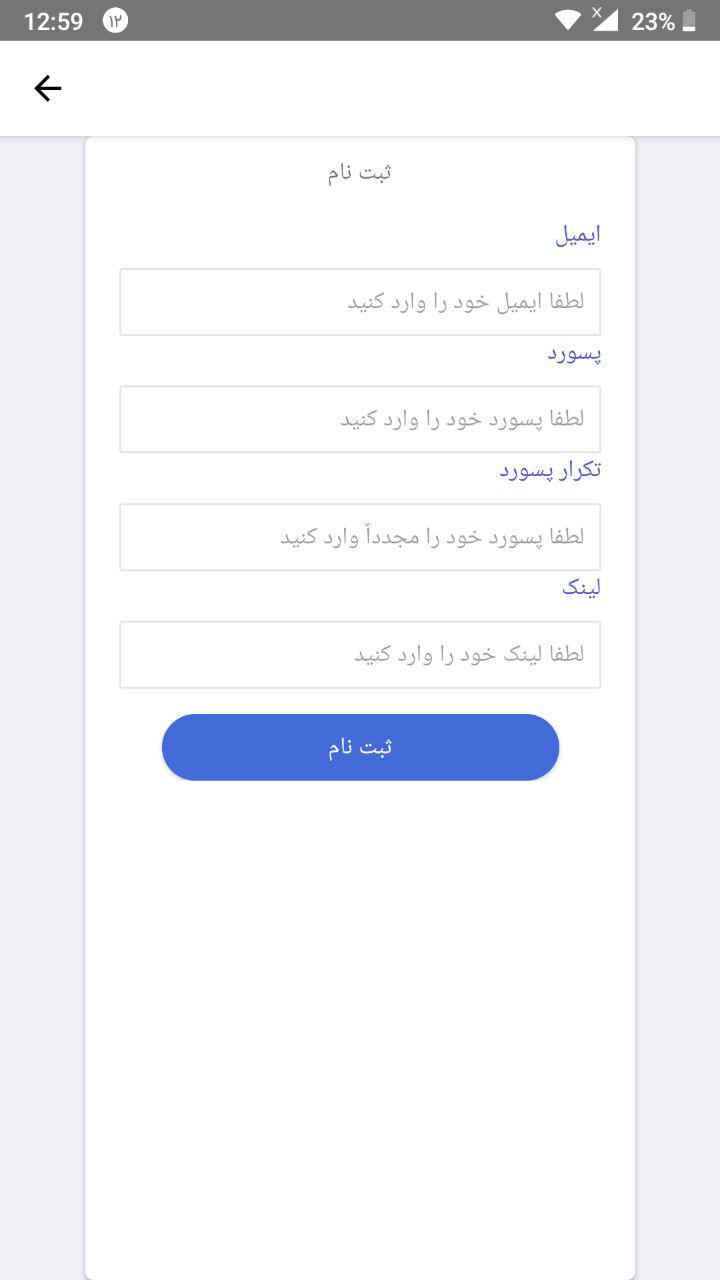 12:59 ۱۲ 23%
ثبت نام
ایمیل
لطفا ایمیل خود را وارد کنید
پسورد
لطفا پسورد خود را وارد کنید
تکرار پسورد
لطفا پسورد خود را مجدداً وارد کنید
لینک
لطفا لینک خود را وارد کنید
ثبت نام